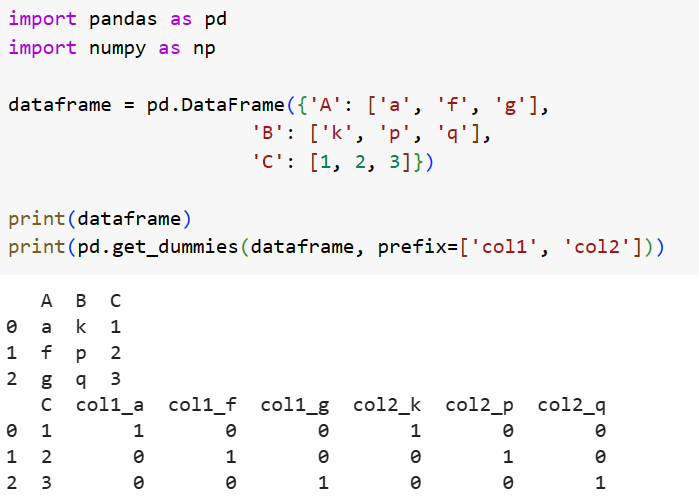 import pandas as pd
import numpy as np
dataframe = pd.DataFrame({'A': ['a', 'f', 'g'],
'B': ['k', 'p', 'q'],
'C': [1, 2, 3]})
print(dataframe)
print(pd.get_dummies(dataframe, prefix=['col1', 'col2']))
A B C
0 a k 1
1 f p 2
2 g q 3
C col1_a col1_f col1_g col2_k col2_p col2_q
0 1 1 0 0 1 0 0
1 2 0 1 0 0 1 0
2 3 0 0 1 0 0 1